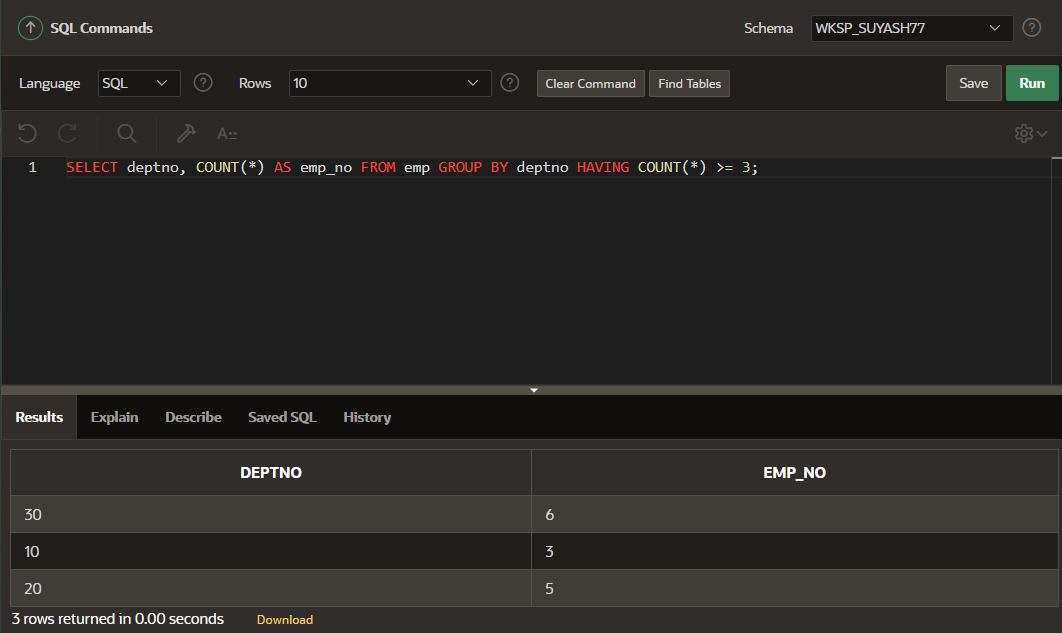 SQL Commands Schema WKSP_SUYASH77
Language SQL Rows 10 Clear Command Find Tables Save Run
A
1 SELECT deptno, COUNT(*) AS emp_no FROM emp GROUP BY deptno HAVING COUNT(*) >= 3;
Results Explain Describe Saved SQL History
DEPTNO EMP_NO
30 6
10 3
20 5
3 rows returned in 0.00 seconds Download